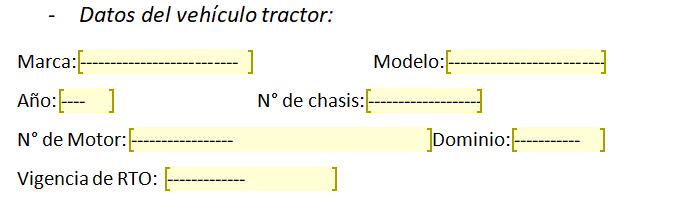 - Datos del vehículo tractor:
Marca:[-------------------------- ] Modelo:[--------------------------]
Año:[---- ] N° de chasis:[-------------------]
N° de Motor:[----------------- ]Dominio:[----------- ]
Vigencia de RTO: [------------- ]